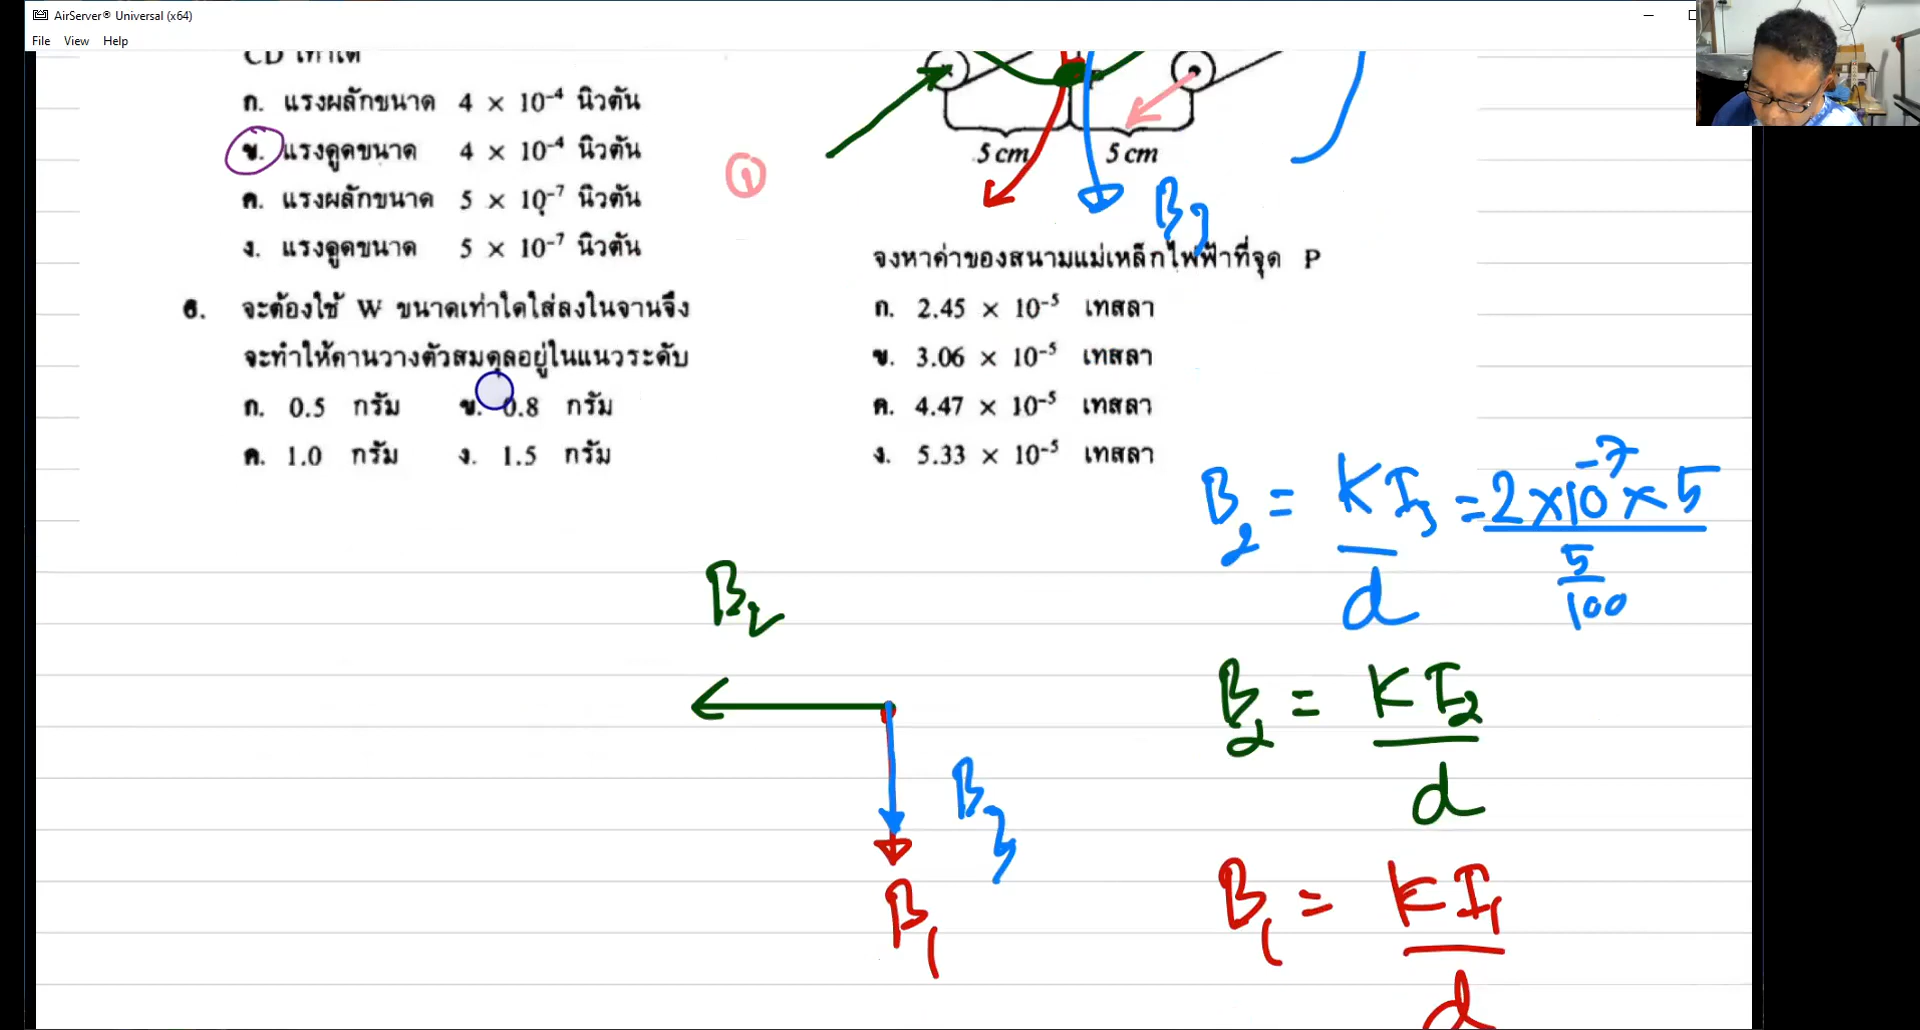 AirServer® Universal (x64)
File View Help
CD เท่าใด
ก. แรงผลักขนาด 4 × 10⁻⁴ นิวตัน
ข. แรงดูดขนาด 4 × 10⁻⁴ นิวตัน
ค. แรงผลักขนาด 5 × 10⁻⁷ นิวตัน
ง. แรงดูดขนาด 5 × 10⁻⁷ นิวตัน
6. จะต้องใช้ W ขนาดเท่าใดใส่ลงในจานจึง
จะทำให้คานวางตัวสมดุลอยู่ในแนวระดับ
ก. 0.5 กรัม ข. 0.8 กรัม
ค. 1.0 กรัม ง. 1.5 กรัม
1
5 cm 5 cm
B3
จงหาค่าของสนามแม่เหล็กไฟฟ้าที่จุด P
ก. 2.45 × 10⁻⁵ เทสลา
ข. 3.06 × 10⁻⁵ เทสลา
ค. 4.47 × 10⁻⁵ เทสลา
ง. 5.33 × 10⁻⁵ เทสลา
B2 = KI3/d = 2×10⁻⁷×5 / (5/100)
B2
B2 = KI2/d
B3
B1
B1 = KI1/d